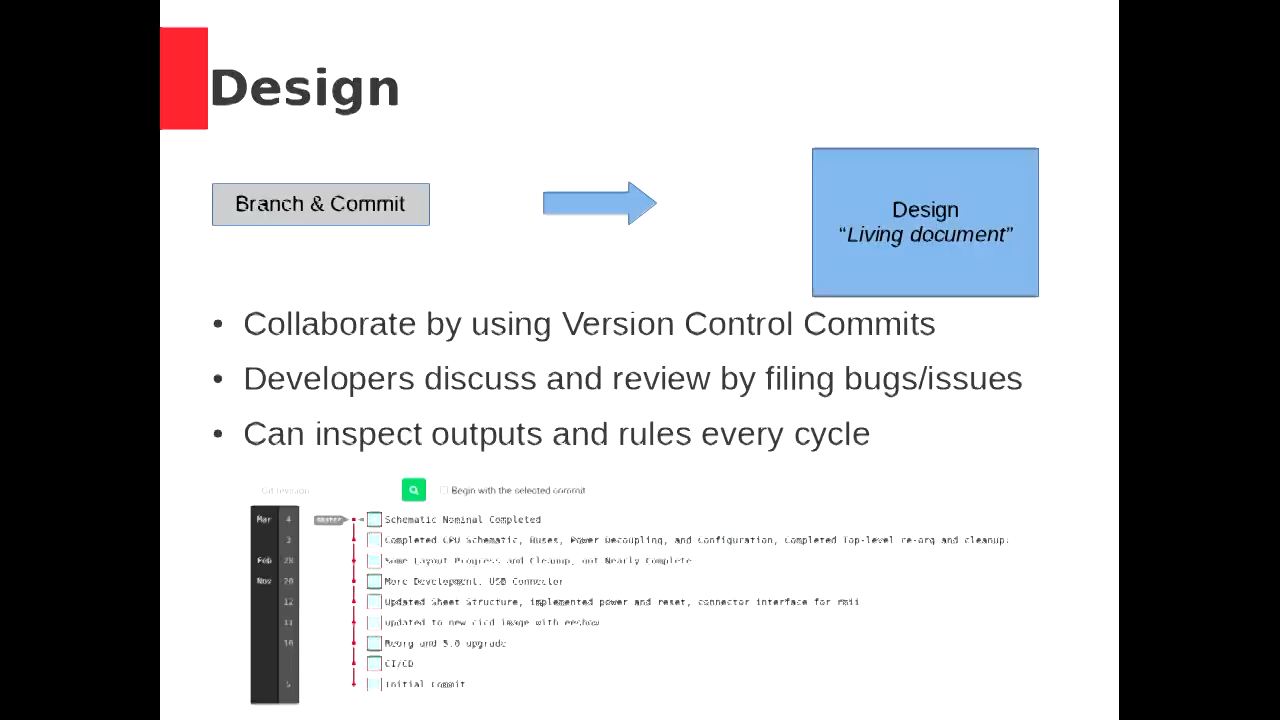 Design
Branch & Commit
Design
“Living document”
• Collaborate by using Version Control Commits
• Developers discuss and review by filing bugs/issues
• Can inspect outputs and rules every cycle
Git revision
Begin with the selected commit
Mar 4 master Schematic Nominal Completed
3 Completed CPU Schematic, Buses, Power Decoupling, and Configuration, Completed Top-level re-org and cleanup.
Feb 28 Some Layout Progress and Cleanup, not Nearly Complete
Nov 20 More Development, USB Connector
12 Updated Sheet Structure, implemented power and reset, connector interface for
11 updated to new cicd image with eeshow
10 Reorg and 5.0 upgrade
CI/CD
5 Initial Commit